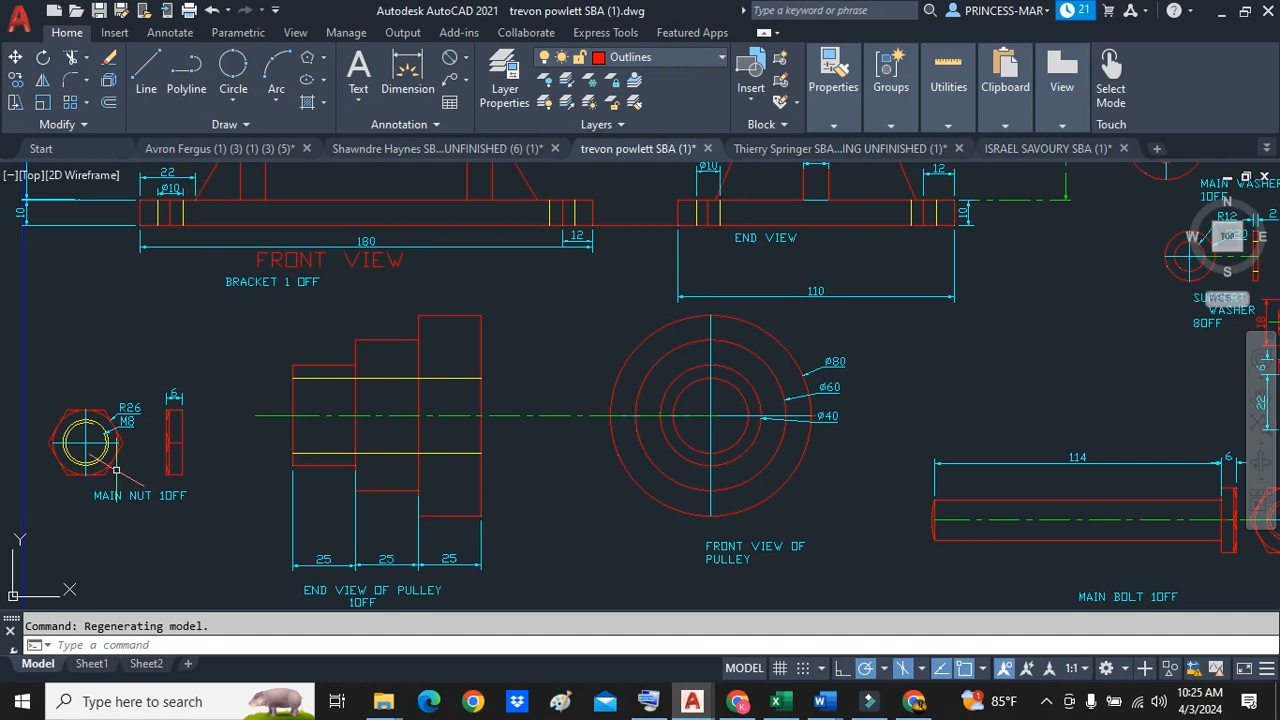 Autodesk AutoCAD 2021 trevon powlett SBA (1).dwg
Type a keyword or phrase
PRINCESS-MAR
21
Home Insert Annotate Parametric View Manage Output Add-ins Collaborate Express Tools Featured Apps
Line Polyline Circle Arc
Text Dimension
Layer Properties
Outlines
Insert
Properties Groups Utilities Clipboard View
Select Mode
Modify Draw Annotation Layers Block Touch
Start
Avron Fergus (1) (3) (1) (3) (5)*
Shawndre Haynes SB...UNFINISHED (6) (1)*
trevon powlett SBA (1)*
Thierry Springer SBA...ING UNFINISHED (1)*
ISRAEL SAVOURY SBA (1)*
[−][Top][2D Wireframe]
22
Ø10
10
180
12
FRONT VIEW
BRACKET 1 OFF
Ø10
12
10
END VIEW
110
MAIN WASHER
1OFF
R12
2
N
W TOP E
S
WCS
WASHER
8OFF
18
6
22
R26
M8
6
MAIN NUT 1OFF
25 25 25
END VIEW OF PULLEY
1OFF
Ø80
Ø60
Ø40
FRONT VIEW OF
PULLEY
114
6
MAIN BOLT 1OFF
Y
X
Command: Regenerating model.
Type a command
Model Sheet1 Sheet2
MODEL
1:1
Type here to search
85°F
10:25 AM
4/3/2024